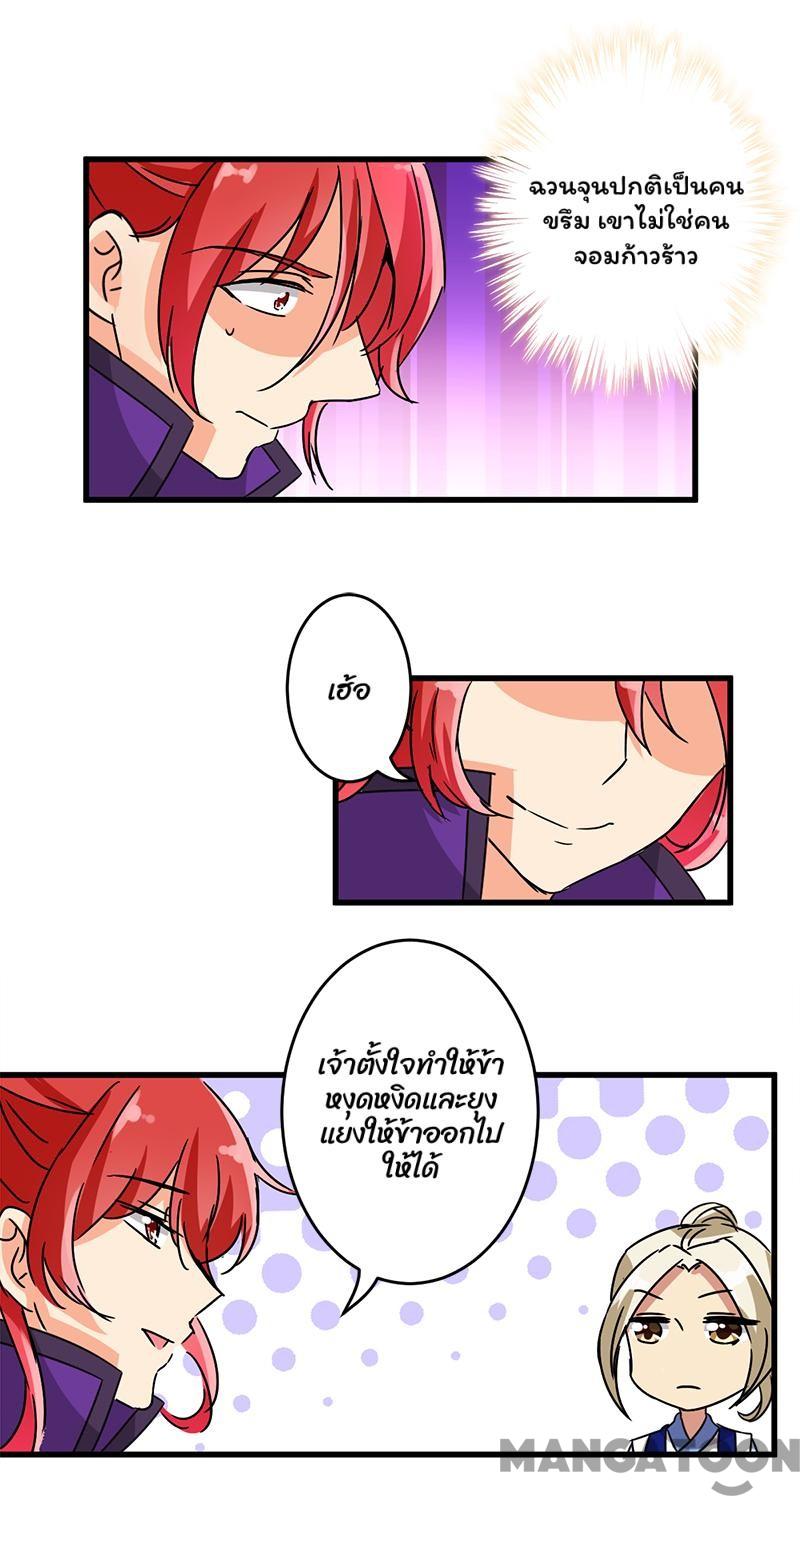 ฉวนจุนปกติเป็นคน
ขรึม เขาไม่ใช่คน
จอมก้าวร้าว
เฮ้อ
เจ้าตั้งใจทำให้ข้า
หงุดหงิดและยุง
แยงให้ข้าออกไป
ให้ได้
MANGATOON